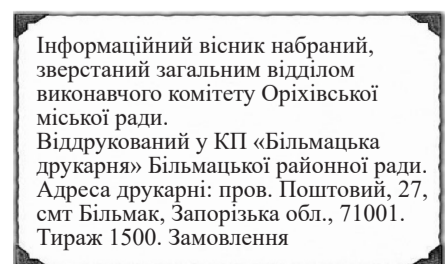 Інформаційний вісник набраний,
зверстаний загальним відділом
виконавчого комітету Оріхівської
міської ради.
Віддрукований у КП «Більмацька
друкарня» Більмацької районної ради.
Адреса друкарні: пров. Поштовий, 27,
смт Більмак, Запорізька обл., 71001.
Тираж 1500. Замовлення